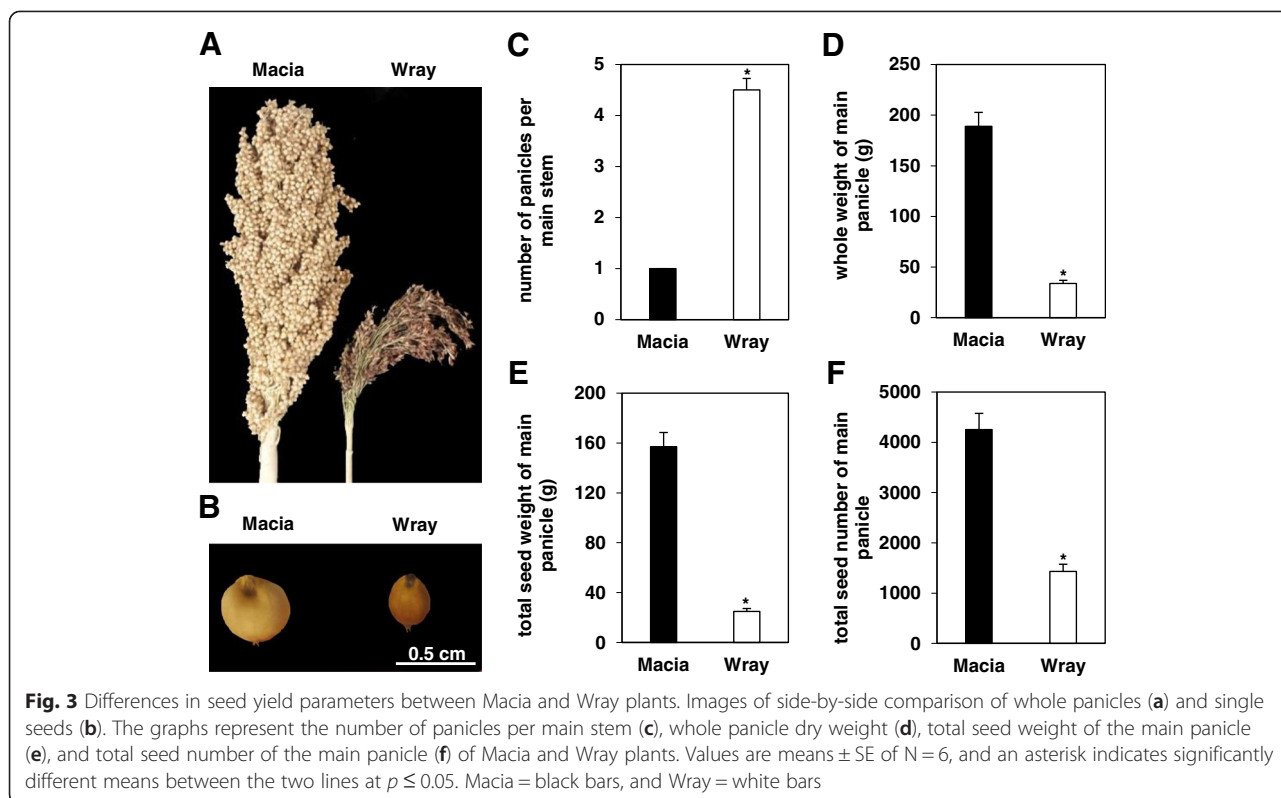 A
Macia Wray
B
Macia Wray
0.5 cm
C
number of panicles per
main stem
5
4
3
2
1
0
*
Macia Wray
D
whole weight of main
panicle (g)
250
200
150
100
50
0
*
Macia Wray
E
total seed weight of main
panicle (g)
200
160
120
80
40
0
*
Macia Wray
F
total seed number of main
panicle
5000
4000
3000
2000
1000
0
*
Macia Wray
Fig. 3 Differences in seed yield parameters between Macia and Wray plants. Images of side-by-side comparison of whole panicles (a) and single
seeds (b). The graphs represent the number of panicles per main stem (c), whole panicle dry weight (d), total seed weight of the main panicle
(e), and total seed number of the main panicle (f) of Macia and Wray plants. Values are means ± SE of N = 6, and an asterisk indicates significantly
different means between the two lines at p ≤ 0.05. Macia = black bars, and Wray = white bars